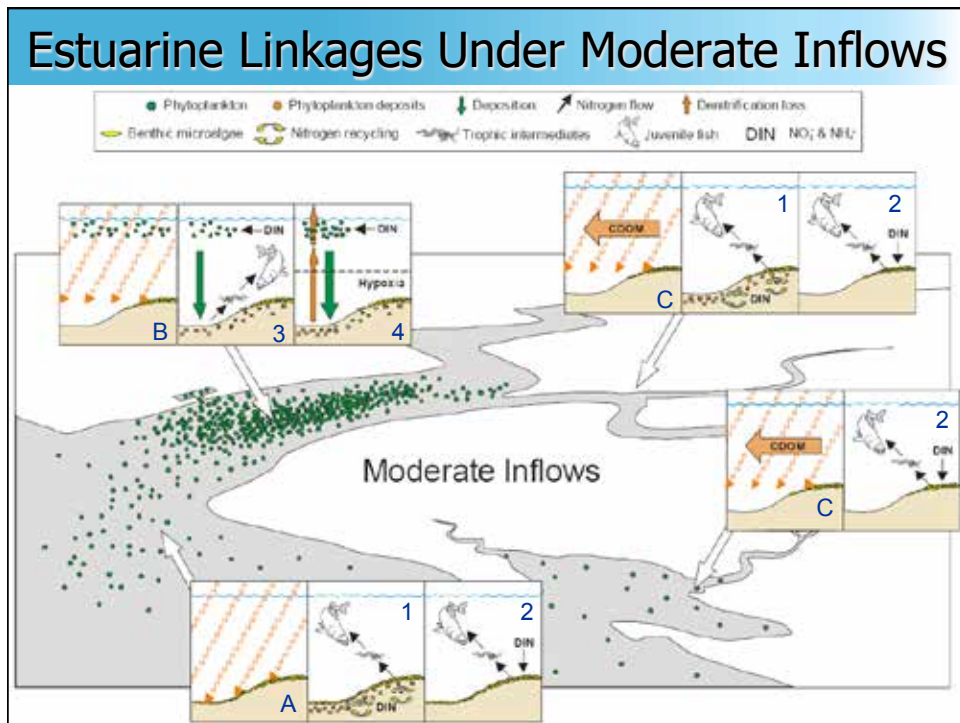 Estuarine Linkages Under Moderate Inflows
Phytoplankton Phytoplankton deposits Deposition Nitrogen flow Denitrification loss
Benthic microalgae Nitrogen recycling Trophic intermediates Juvenile fish DIN NO₃⁻ & NH₄⁻
DIN
DIN
Hypoxia
B
3
4
CDOM
1
2
DIN
DIN
C
CDOM
2
DIN
C
Moderate Inflows
1
2
DIN
DIN
A